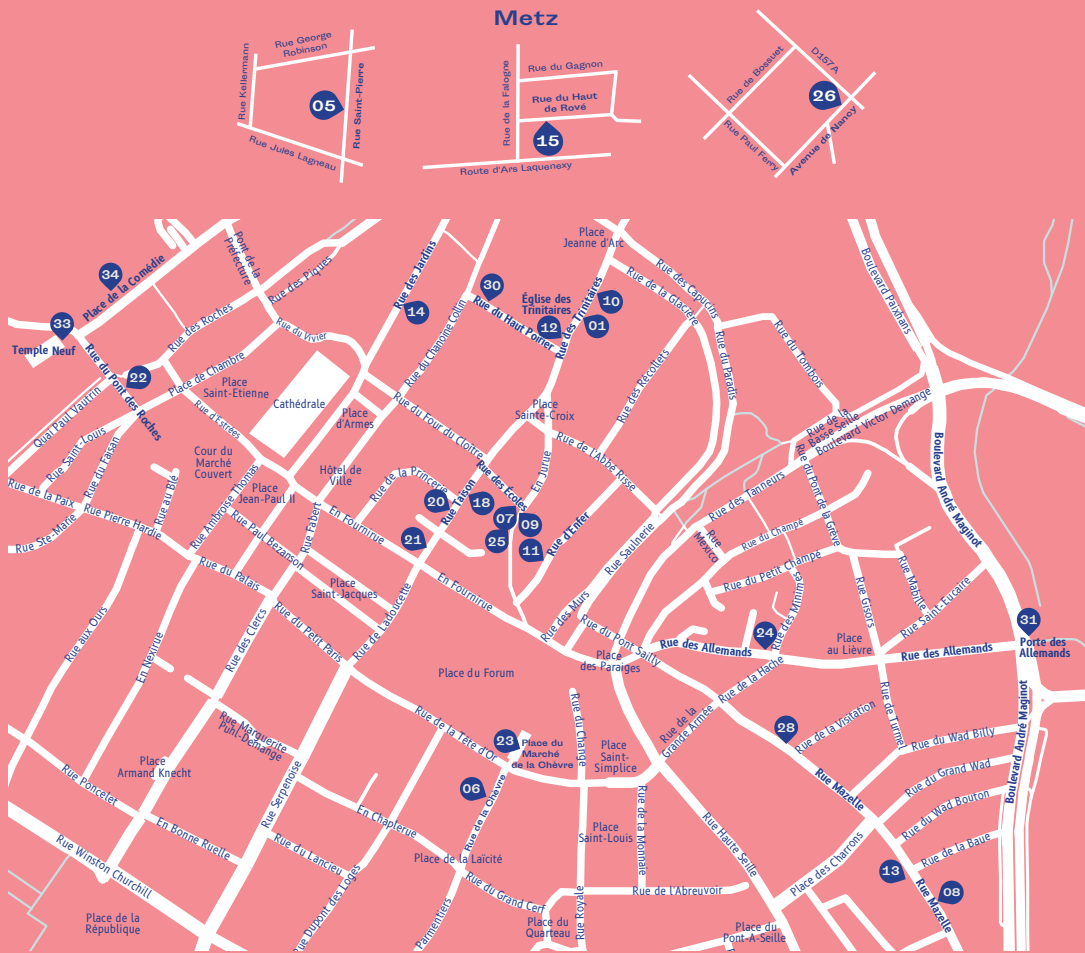 Metz
Rue George
Robinson
Rue Kellermann
05
Rue Saint-Pierre
Rue Jules Lagneau
Rue de la Falogne
Rue du Gagnon
Rue du Haut
de Rové
15
Route d'Ars Laquenexy
Rue de Bossuet
D157A
26
Rue Paul Ferry
Avenue de Nancy
Place
Jeanne d'Arc
Pont de la
Préfecture
Rue des Piques
Rue des Jardins
Rue des Capucins
Rue de la Glacière
Boulevard Paixhans
34
Place de la Comédie
30
Rue du Haut Poirier
Église des
Trinitaires
12
Rue des Trinitaires
10
01
14
33
Temple Neuf
Rue du Pont des Roches
Rue des Roches
Rue du Vivier
Rue du Chanoine Collin
Rue du Paradis
Rue du Tombois
22
Place de Chambre
Place
Saint-Etienne
Cathédrale
Quai Paul Vautrin
Rue d'Estrées
Place
d'Armes
Rue du Four du Cloître
Place
Sainte-Croix
Rue des Récollets
Rue de la
Basse Seille
Boulevard Victor Demange
Rue Saint-Louis
Rue du Faisan
Cour du
Marché
Couvert
Rue de l'Abbé Risse
Rue de la Paix
Rue au Blé
Rue Ambroise Thomas
Place
Jean-Paul II
Hôtel de
Ville
Rue de la Princerie
Rue Taison
Rue des Écoles
En Jurue
Rue du Pont de la Grève
Rue des Tanneurs
Boulevard André Maginot
20
18
07
09
Rue Ste-Marie
Rue Pierre Hardie
Rue Paul Bezanson
Rue Fabert
En Fournirue
21
25
11
Rue d'Enfer
Rue Saulnerie
Rue
Mexico
Rue du Champé
Rue du Petit Champé
Rue du Palais
Place
Saint-Jacques
En Fournirue
Rue des Murs
Rue des Minimes
Rue Gisors
Rue Mabille
Rue Saint-Eucaire
Rue aux Ours
En Nexirue
Rue des Clercs
Rue du Petit Paris
Rue de Ladoucette
Rue du Pont Sailly
Place
des Paraiges
Rue des Allemands
24
Place
au Lièvre
Rue des Allemands
31
Porte des
Allemands
Place du Forum
Rue de la Hache
Rue de la
Grande Armée
Rue de Turmel
Boulevard André Maginot
Rue Marguerite
Puhl-Demange
Rue de la Tête d'Or
23
Place du
Marché
de la Chèvre
Rue du Change
Place
Saint-
Simplice
28
Rue de la Visitation
Rue du Wad Billy
Place
Armand Knecht
Rue Poncelet
Rue Serpenoise
06
Rue de la Chèvre
Rue Mazelle
Rue du Grand Wad
En Bonne Ruelle
En Chaplerue
Place
Saint-Louis
Rue de La Monnaie
Rue Haute Seille
Rue du Wad Bouton
Rue Winston Churchill
Rue du Lancieu
Place de la Laïcité
Place des Charrons
Rue de la Baue
13
08
Rue Mazelle
Rue Dupont des Loges
Rue du Grand Cerf
Rue de l'Abreuvoir
Parmentiers
Place du
Quarteau
Rue Royale
Place de la
République
Place du
Pont-A-Seille